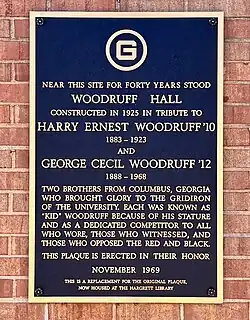 G
NEAR THIS SITE FOR FORTY YEARS STOOD
WOODRUFF HALL
CONSTRUCTED IN 1925 IN TRIBUTE TO
HARRY ERNEST WOODRUFF '10
1883 - 1923
AND
GEORGE CECIL WOODRUFF '12
1888 - 1968
TWO BROTHERS FROM COLUMBUS, GEORGIA
WHO BROUGHT GLORY TO THE GRIDIRON
OF THE UNIVERSITY. EACH WAS KNOWN AS
"KID" WOODRUFF BECAUSE OF HIS STATURE
AND AS A DEDICATED COMPETITOR TO ALL
WHO WORE, THOSE WHO WITNESSED, AND
THOSE WHO OPPOSED THE RED AND BLACK.
THIS PLAQUE IS ERECTED IN THEIR HONOR
NOVEMBER 1969
THIS IS A REPLACEMENT FOR THE ORIGINAL PLAQUE,
NOW HOUSED AT THE HARGRETT LIBRARY